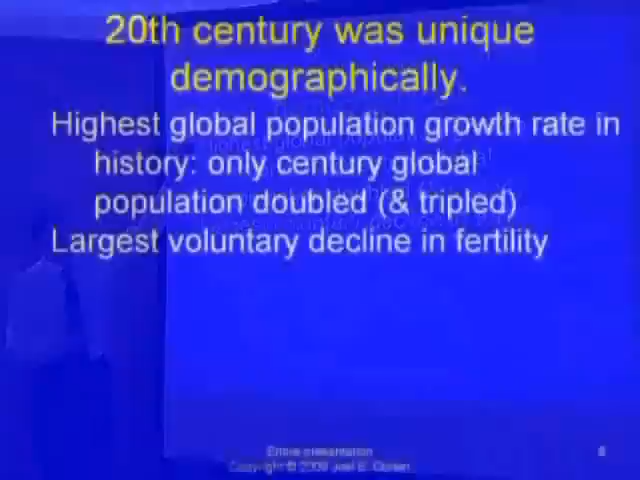 20th century was unique
demographically.
Highest global population growth rate in
history: only century global
population doubled (& tripled)
Largest voluntary decline in fertility
Entire presentation
Copyright © 2009 Joel E. Cohen